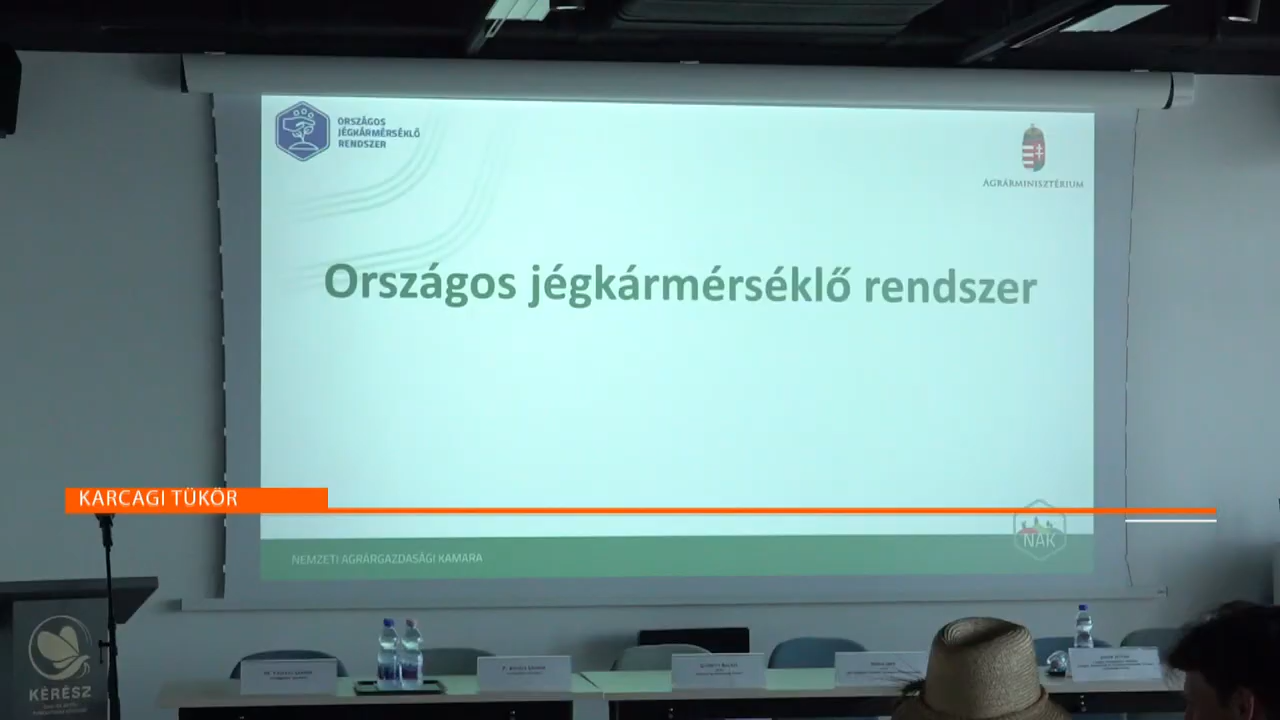 ORSZÁGOS
JÉGKÁRMÉRSÉKLŐ
RENDSZER
AGRÁRMINISZTÉRIUM
Országos jégkármérséklő rendszer
KARCAGI TÜKÖR
NAK
NEMZETI AGRÁRGAZDASÁGI KAMARA
KÉRÉSZ